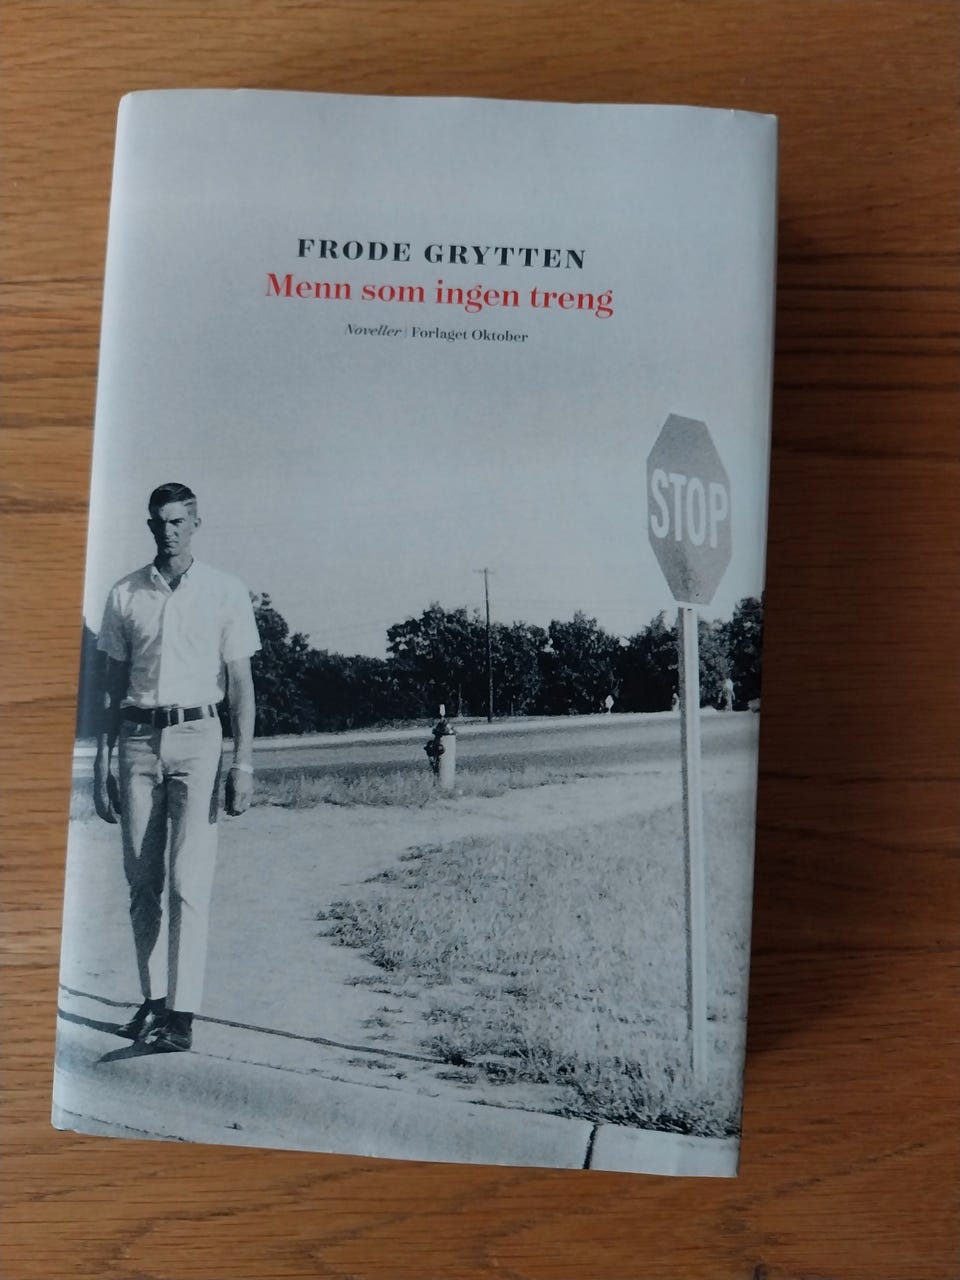 FRODE GRYTTEN
Menn som ingen treng
Noveller | Forlaget Oktober
STOP